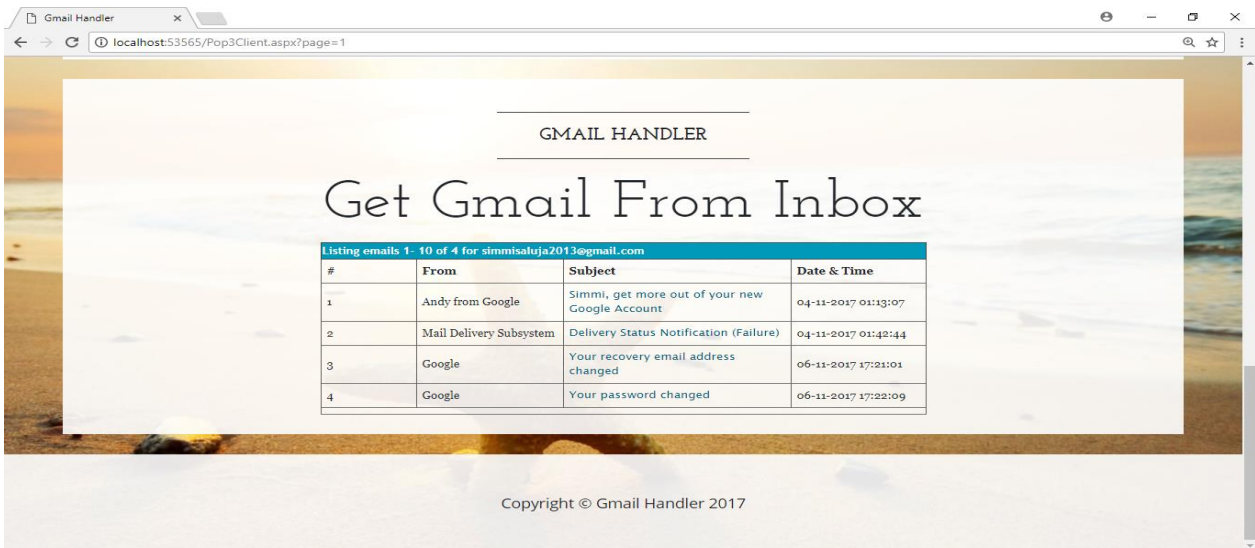 Gmail Handler
localhost:53565/Pop3Client.aspx?page=1
GMAIL HANDLER
Get Gmail From Inbox
Listing emails 1- 10 of 4 for simmisaluja2013@gmail.com
# From Subject Date & Time
1 Andy from Google Simmi, get more out of your new Google Account 04-11-2017 01:13:07
2 Mail Delivery Subsystem Delivery Status Notification (Failure) 04-11-2017 01:42:44
3 Google Your recovery email address changed 06-11-2017 17:21:01
4 Google Your password changed 06-11-2017 17:22:09
Copyright © Gmail Handler 2017